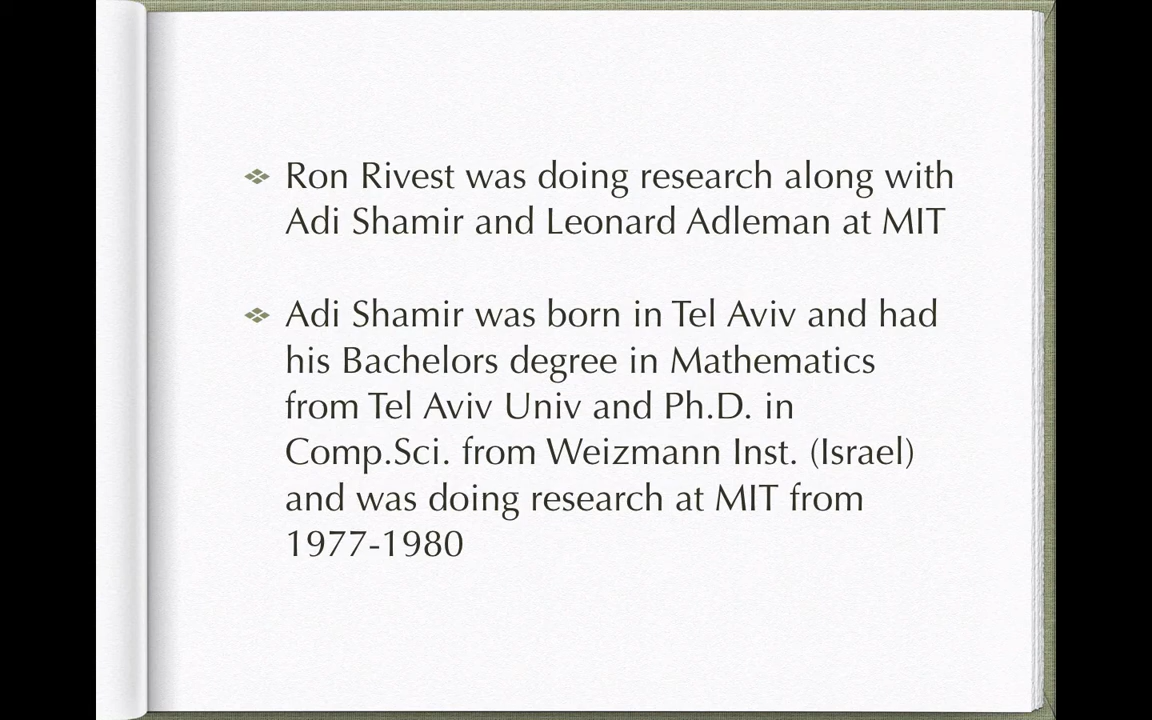 Ron Rivest was doing research along with
Adi Shamir and Leonard Adleman at MIT
Adi Shamir was born in Tel Aviv and had
his Bachelors degree in Mathematics
from Tel Aviv Univ and Ph.D. in
Comp.Sci. from Weizmann Inst. (Israel)
and was doing research at MIT from
1977-1980